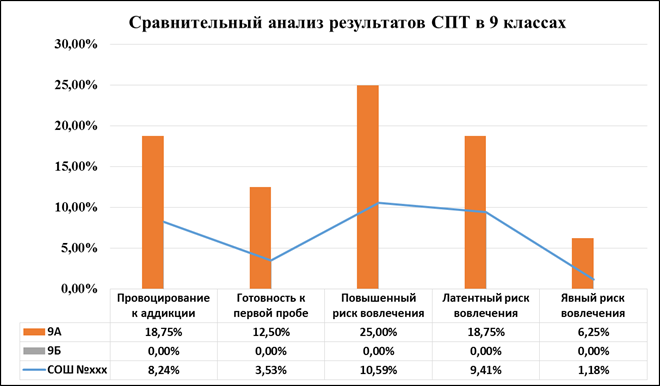 Сравнительный анализ результатов СПТ в 9 классах
30,00%
25,00%
20,00%
15,00%
10,00%
5,00%
0,00%
Провоцирование к аддикции Готовность к первой пробе Повышенный риск вовлечения Латентный риск вовлечения Явный риск вовлечения
9А 18,75% 12,50% 25,00% 18,75% 6,25%
9Б 0,00% 0,00% 0,00% 0,00% 0,00%
СОШ №xxx 8,24% 3,53% 10,59% 9,41% 1,18%